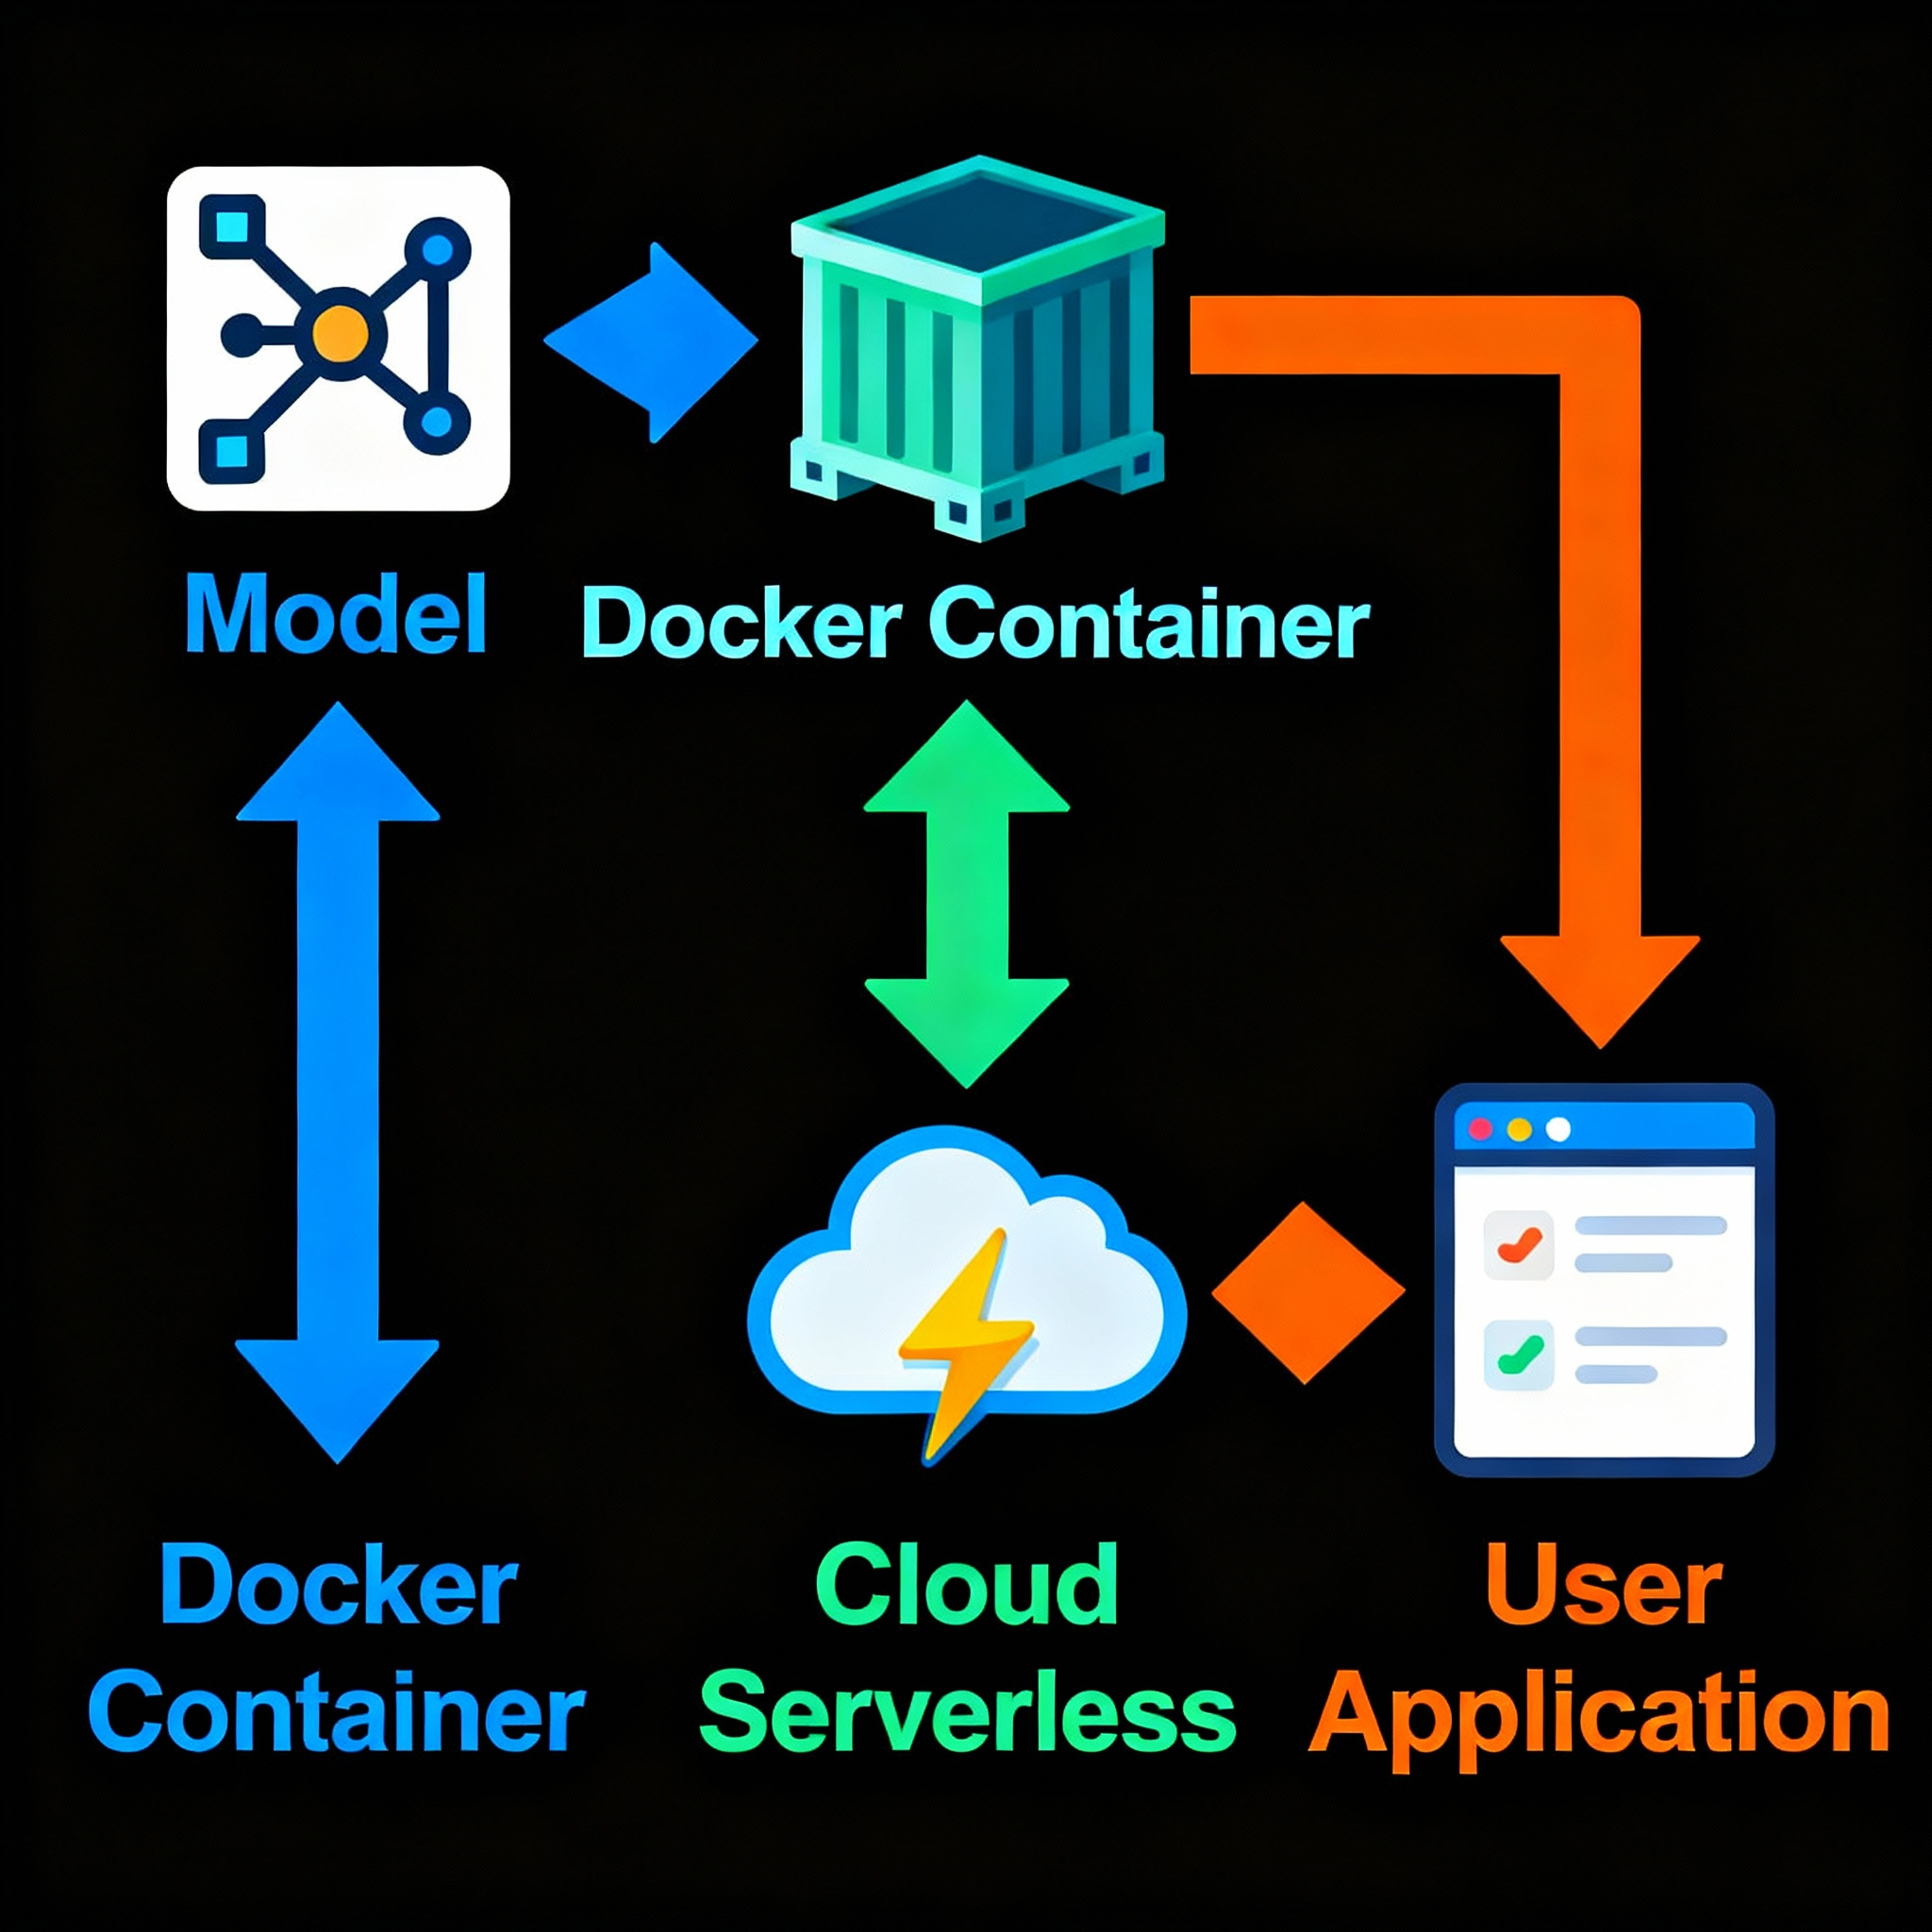 Model
Docker Container
Docker
Container
Cloud
Serverless
User
Application